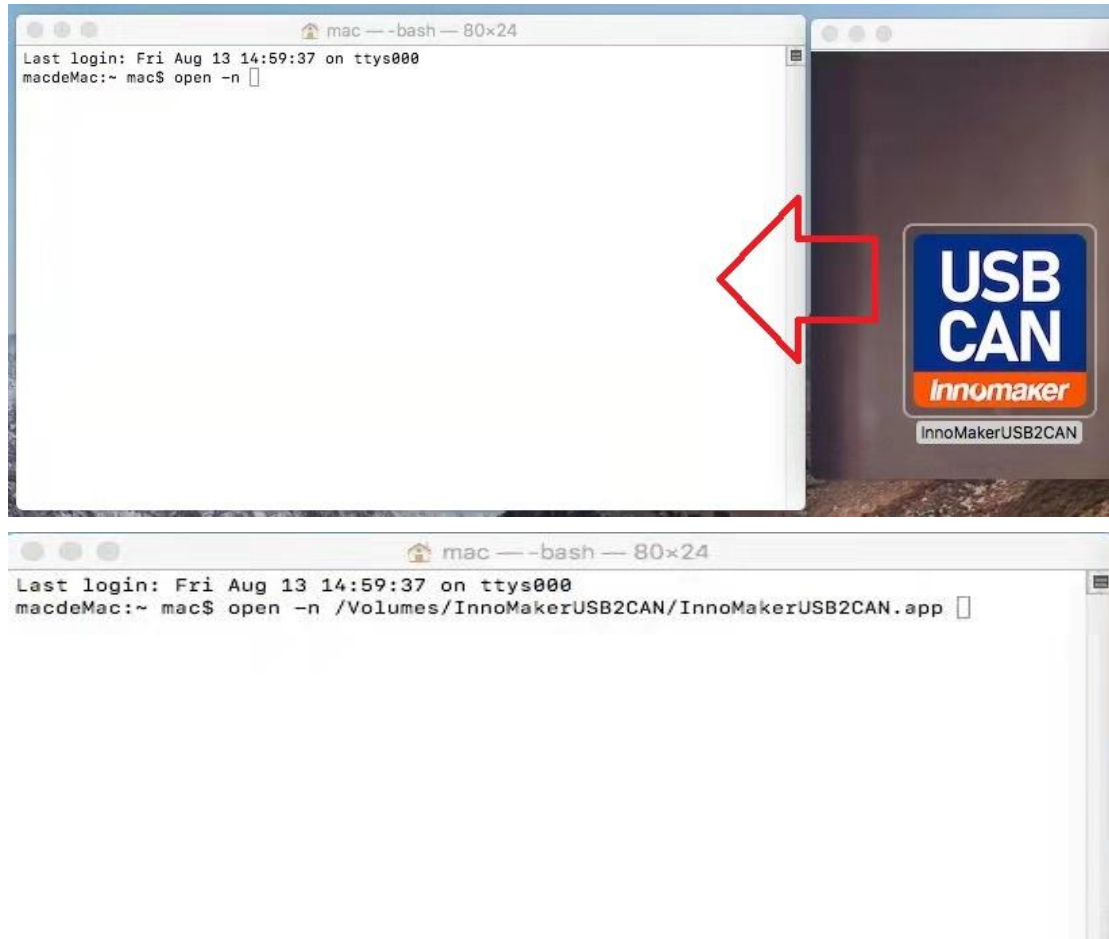 mac — -bash — 80×24
Last login: Fri Aug 13 14:59:37 on ttys000
macdeMac:~ mac$ open -n
USB
CAN
Innomaker
InnoMakerUSB2CAN
mac — -bash — 80×24
Last login: Fri Aug 13 14:59:37 on ttys000
macdeMac:~ mac$ open -n /Volumes/InnoMakerUSB2CAN/InnoMakerUSB2CAN.app